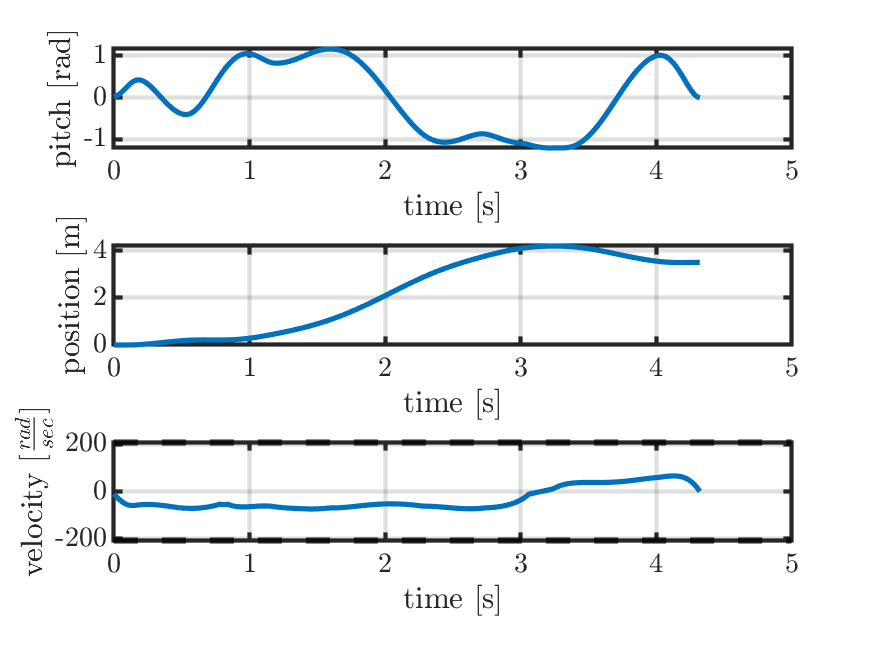 pitch [rad]
1
0
-1
0 1 2 3 4 5
time [s]
position [m]
4
2
0
0 1 2 3 4 5
time [s]
velocity [rad/sec]
200
0
-200
0 1 2 3 4 5
time [s]